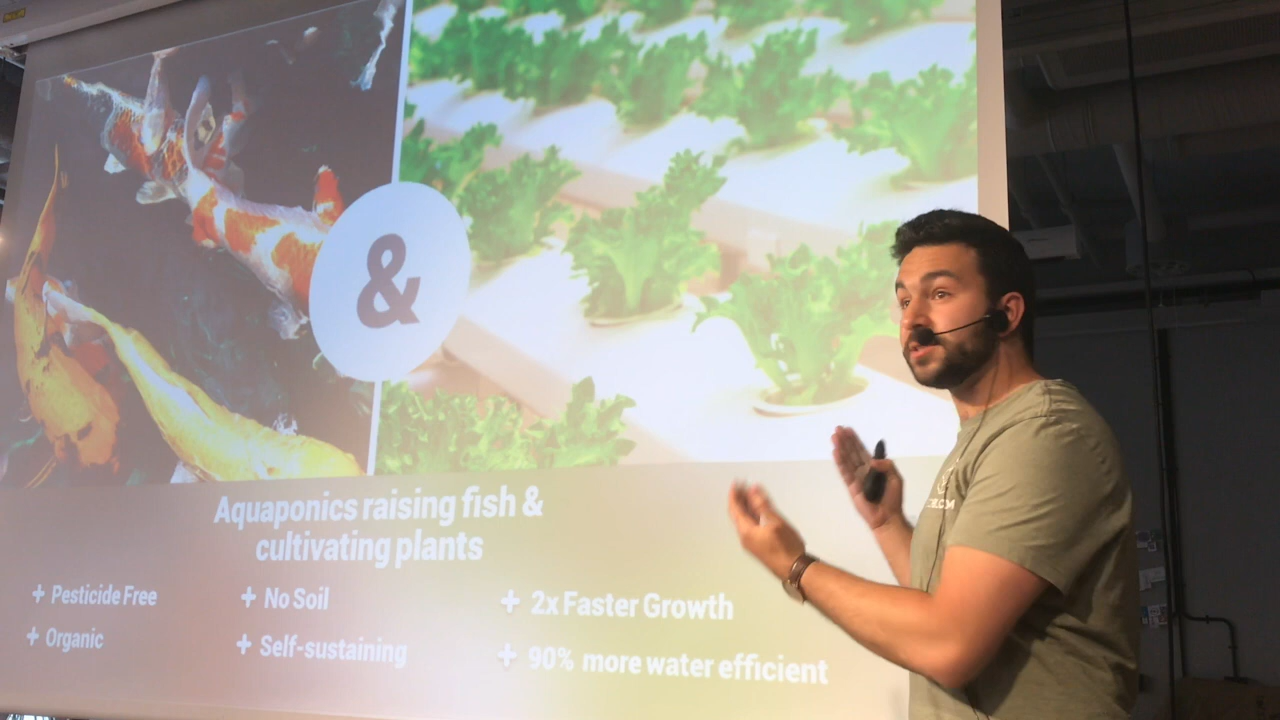 &
Aquaponics raising fish &
cultivating plants
+ Pesticide Free
+ Organic
+ No Soil
+ Self-sustaining
+ 2x Faster Growth
+ 90% more water efficient